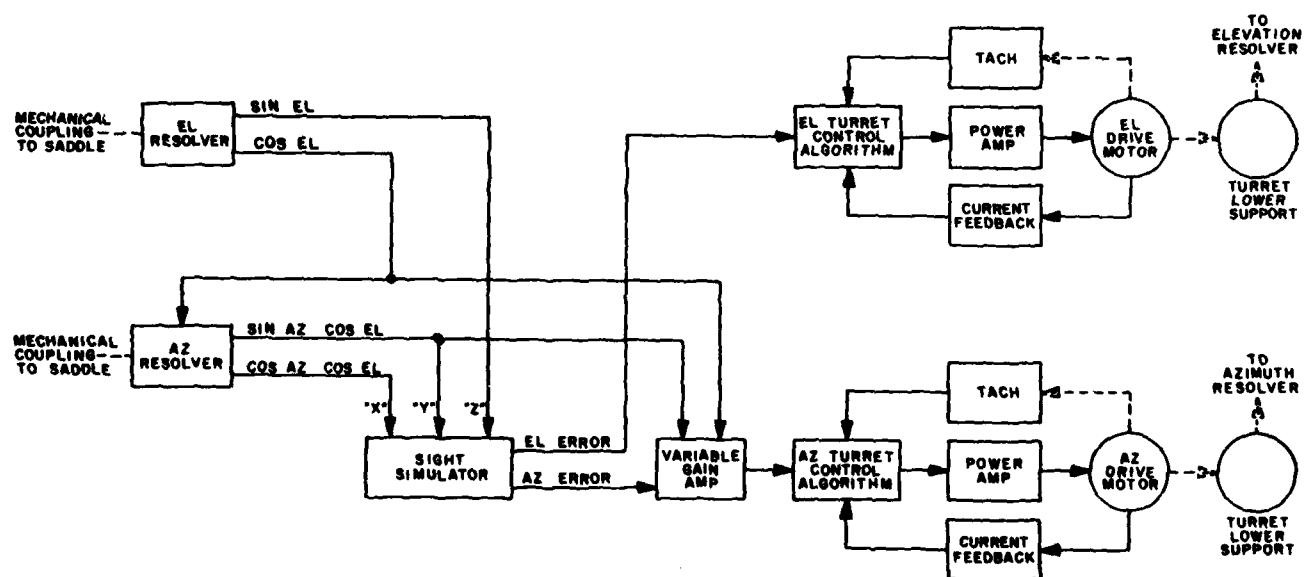 MECHANICAL
COUPLING
TO SADDLE
EL
RESOLVER
SIN EL
COS EL
TACH
EL TURRET
CONTROL
ALGORITHM
POWER
AMP
EL
DRIVE
MOTOR
CURRENT
FEEDBACK
TO
ELEVATION
RESOLVER
TURRET
LOWER
SUPPORT
MECHANICAL
COUPLING
TO SADDLE
AZ
RESOLVER
SIN AZ COS EL
COS AZ COS EL
"X"
"Y"
"Z"
SIGHT
SIMULATOR
EL ERROR
AZ ERROR
VARIABLE
GAIN
AMP
TACH
AZ TURRET
CONTROL
ALGORITHM
POWER
AMP
AZ
DRIVE
MOTOR
CURRENT
FEEDBACK
TO
AZIMUTH
RESOLVER
TURRET
LOWER
SUPPORT